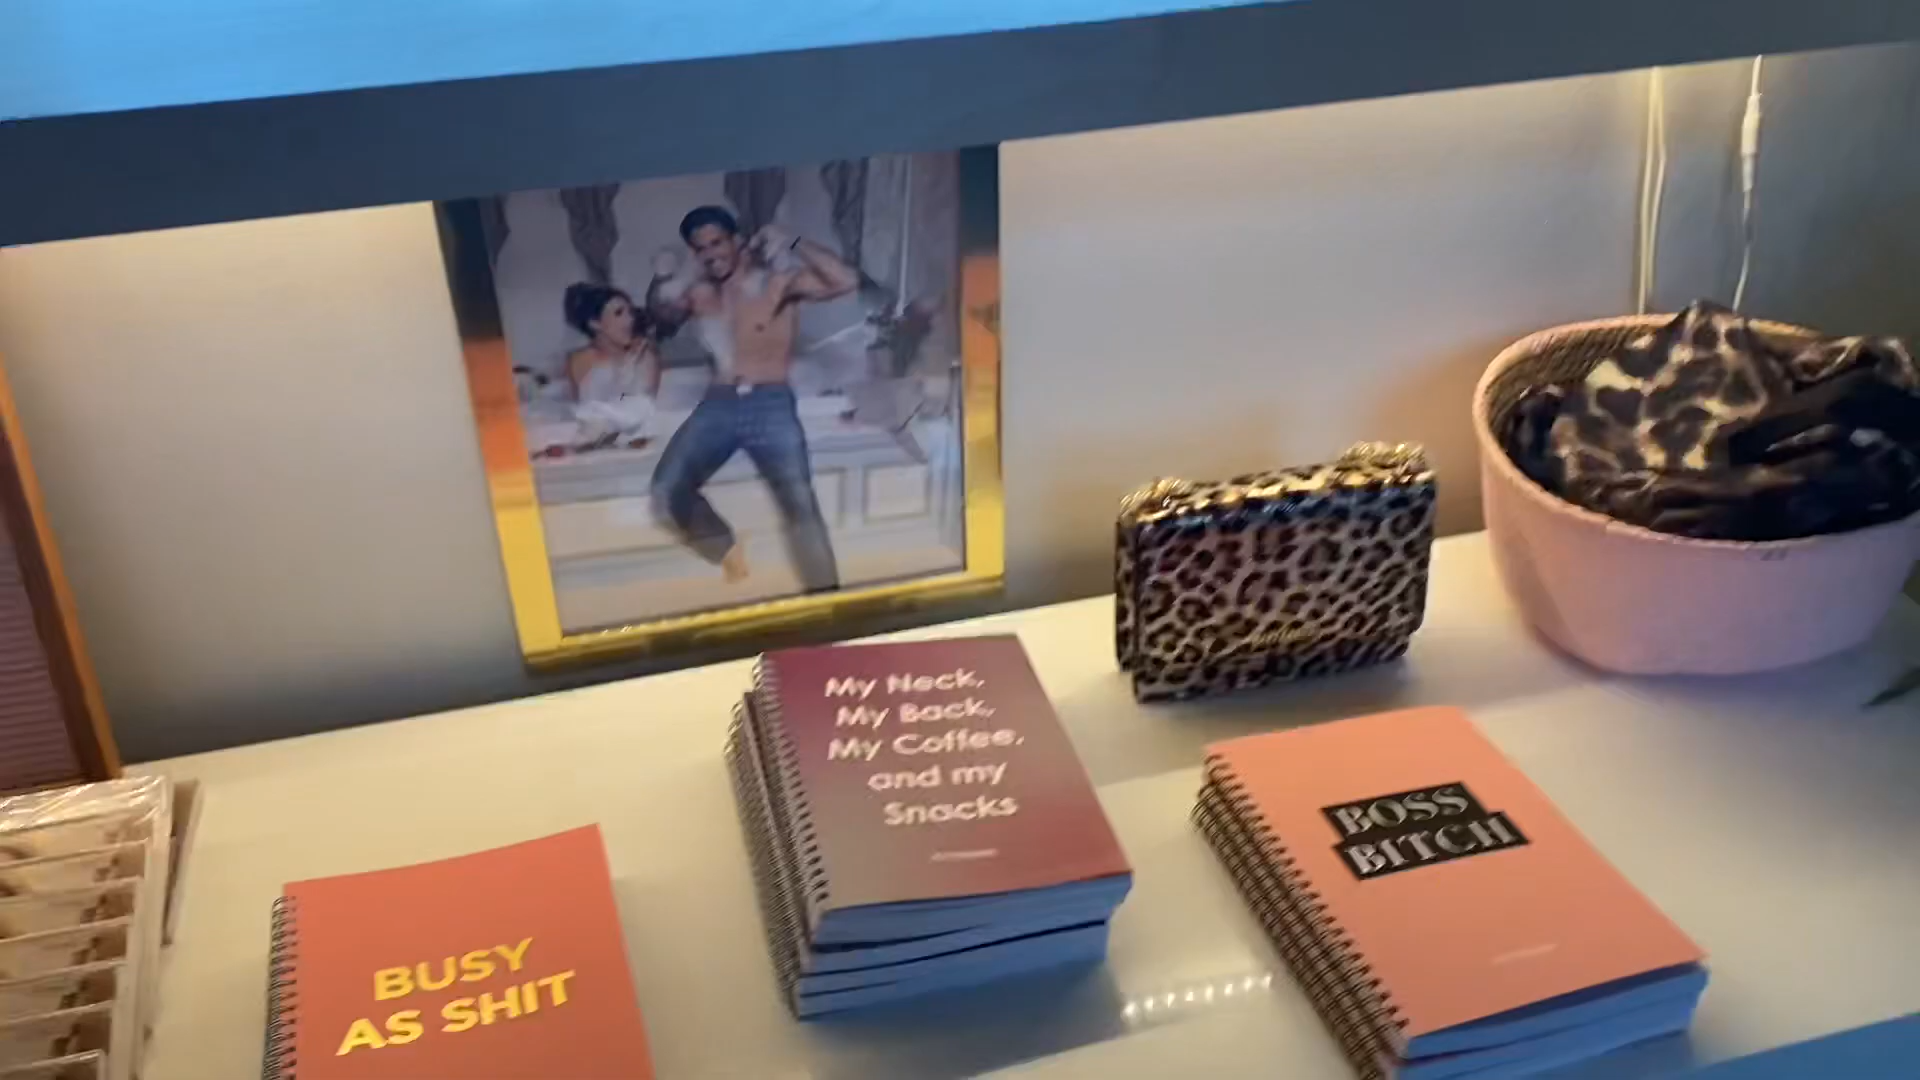 My Neck,
My Back,
My Coffee,
and my
Snacks
BOSS
BITCH
BUSY
AS SHIT